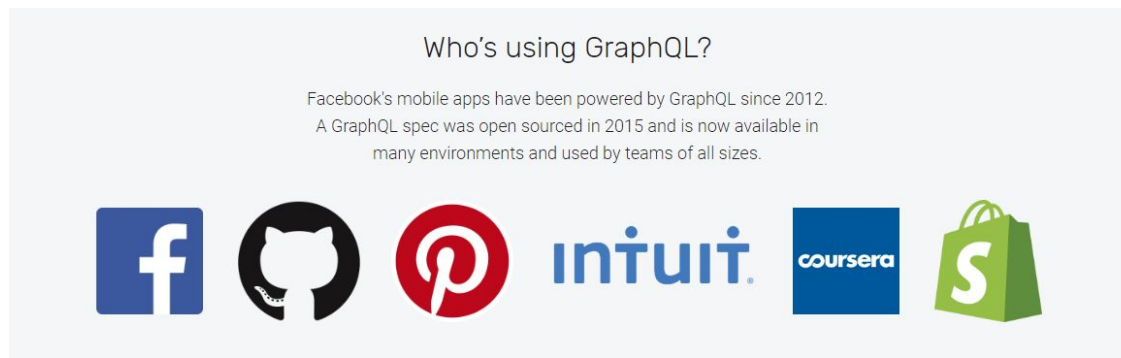 Who's using GraphQL?
Facebook's mobile apps have been powered by GraphQL since 2012.
A GraphQL spec was open sourced in 2015 and is now available in
many environments and used by teams of all sizes.
f
intuit®
coursera
S